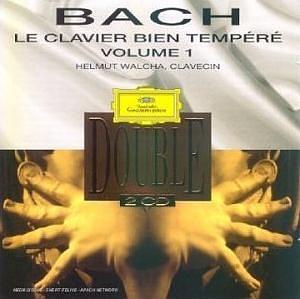 BACH
LE CLAVIER BIEN TEMPÉRÉ
VOLUME 1
HELMUT WALCHA, CLAVECIN
Deutsche
Grammophon
DOUBLE
2 CD